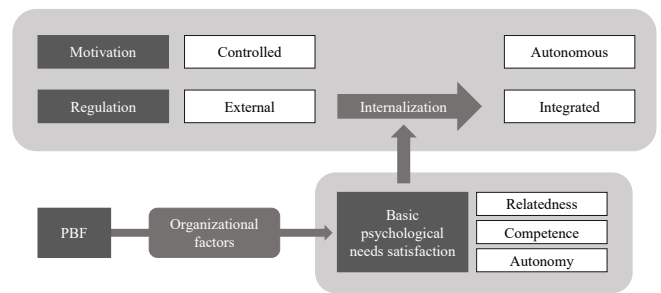 Motivation
Controlled
Autonomous
Regulation
External
Internalization
Integrated
PBF
Organizational
factors
Basic
psychological
needs satisfaction
Relatedness
Competence
Autonomy